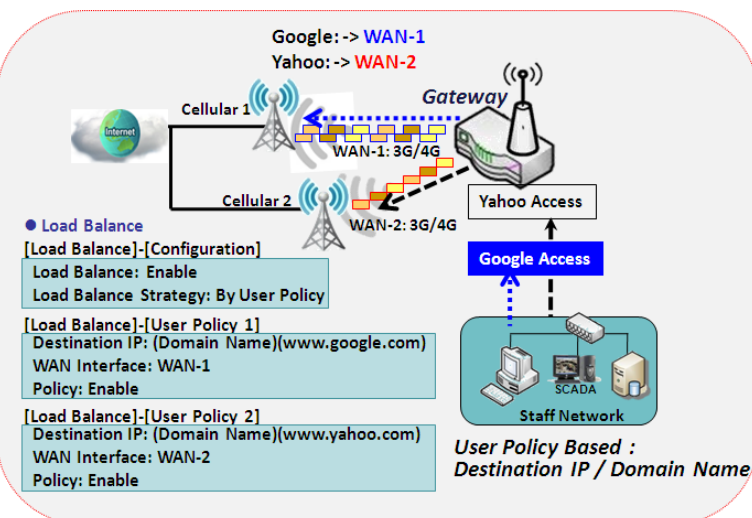 Google: -> WAN-1
Yahoo: -> WAN-2
Gateway
Cellular 1
Internet
WAN-1: 3G/4G
Cellular 2
WAN-2: 3G/4G
Yahoo Access
Google Access
SCADA
Staff Network
● Load Balance
[Load Balance]-[Configuration]
Load Balance: Enable
Load Balance Strategy: By User Policy
[Load Balance]-[User Policy 1]
Destination IP: (Domain Name)(www.google.com)
WAN Interface: WAN-1
Policy: Enable
[Load Balance]-[User Policy 2]
Destination IP: (Domain Name)(www.yahoo.com)
WAN Interface: WAN-2
Policy: Enable
User Policy Based :
Destination IP / Domain Name